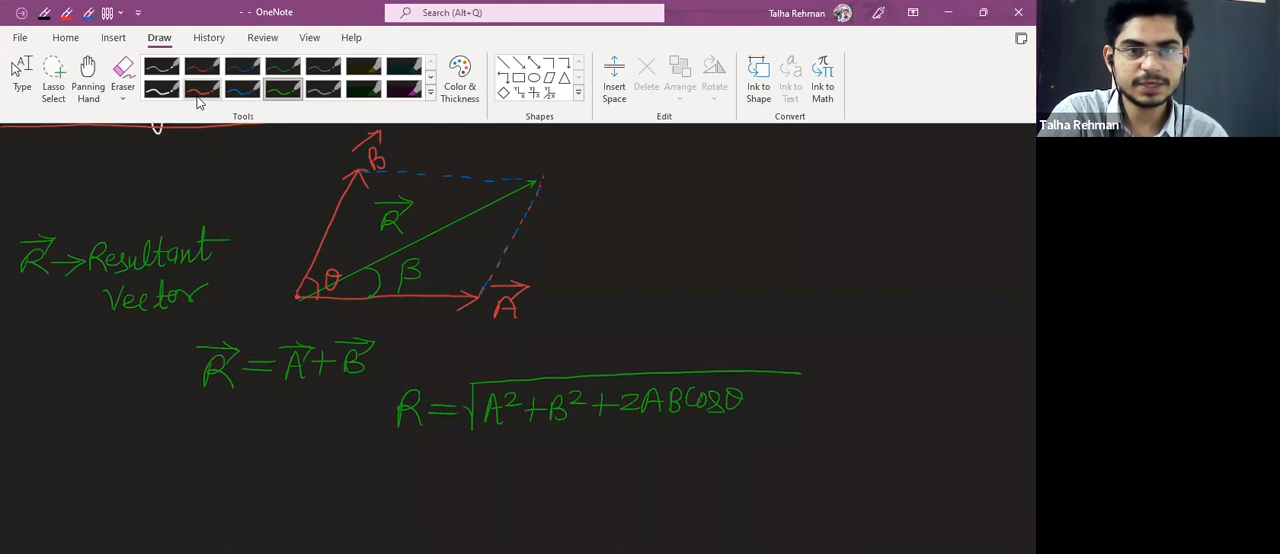 - - OneNote
Search (Alt+Q)
Talha Rehman
File Home Insert Draw History Review View Help
Type
Lasso Select
Panning Hand
Eraser
Color & Thickness
Insert Space
Delete
Arrange
Rotate
Ink to Shape
Ink to Text
Ink to Math
Tools
Shapes
Edit
Convert
Talha Rehman
B⃗
R⃗
R⃗ → Resultant
Vector
θ
β
A⃗
R⃗ = A⃗ + B⃗
R = √A² + B² + 2ABCosθ